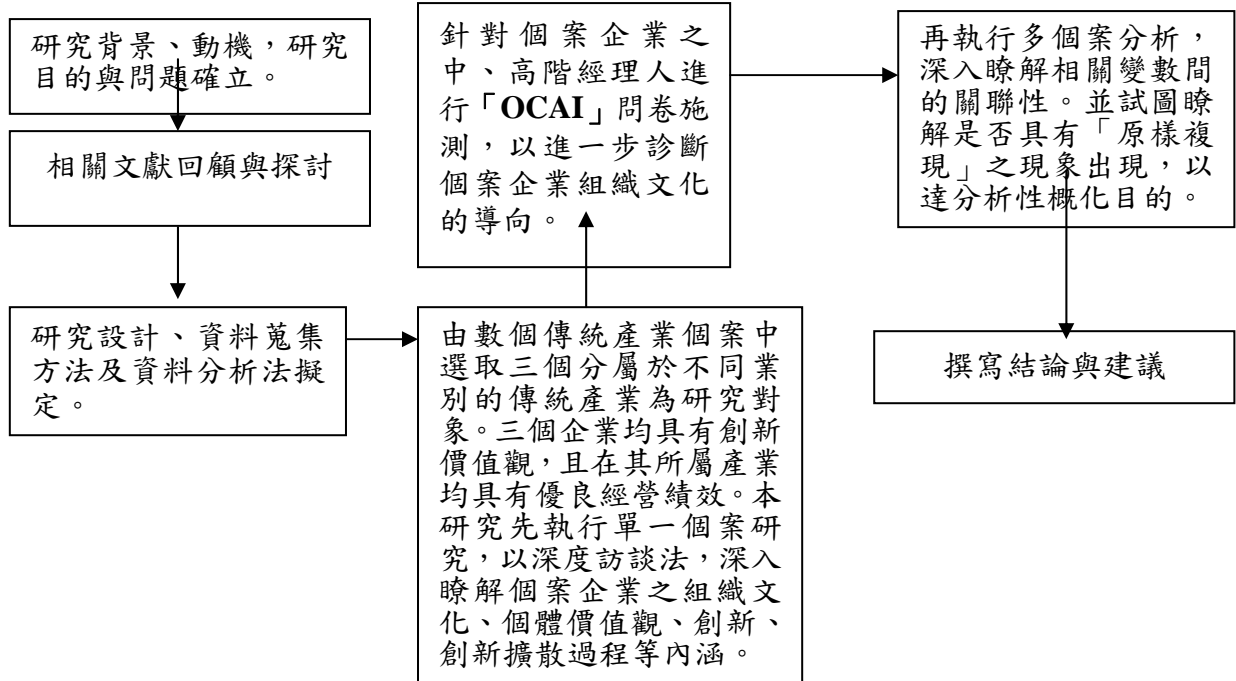 研究背景、動機，研究
目的與問題確立。
相關文獻回顧與探討
研究設計、資料蒐集
方法及資料分析法擬
定。
由數個傳統產業個案中
選取三個分屬於不同業
別的傳統產業為研究對
象。三個企業均具有創新
價值觀，且在其所屬產業
均具有優良經營績效。本
研究先執行單一個案研
究，以深度訪談法，深入
瞭解個案企業之組織文
化、個體價值觀、創新、
創新擴散過程等內涵。
針對個案企業之
中、高階經理人進
行「OCAI」問卷施
測，以進一步診斷
個案企業組織文化
的導向。
再執行多個案分析，
深入瞭解相關變數間
的關聯性。並試圖瞭
解是否具有「原樣複
現」之現象出現，以
達分析性概化目的。
撰寫結論與建議